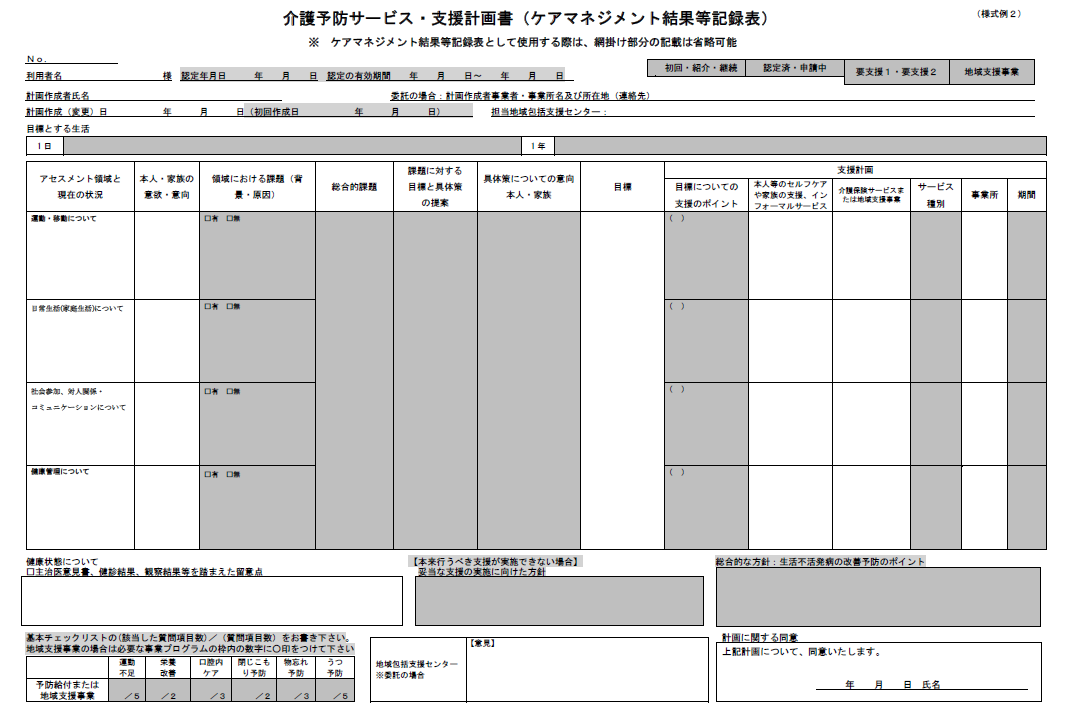 介護予防サービス・支援計画書（ケアマネジメント結果等記録表）
（様式例２）
※　ケアマネジメント結果等記録表として使用する際は、網掛け部分の記載は省略可能
Ｎｏ．
利用者名　様　認定年月日　年　月　日　認定の有効期間　年　月　日～　年　月　日
初回・紹介・継続　認定済・申請中　要支援１・要支援２　地域支援事業
計画作成者氏名　委託の場合：計画作成者事業者・事業所名及び所在地（連絡先）
計画作成（変更）日　年　月　日（初回作成日　年　月　日）　担当地域包括支援センター：
目標とする生活
１日　１年
アセスメント領域と
現在の状況
本人・家族の
意欲・意向
領域における課題（背
景・原因）
総合的課題
課題に対する
目標と具体策
の提案
具体策についての意向
本人・家族
目標
支援計画
目標についての
支援のポイント
本人等のセルフケア
や家族の支援、イン
フォーマルサービス
介護保険サービスま
たは地域支援事業
サービス
種別
事業所
期間
運動・移動について　□有　□無　（　）
日常生活(家庭生活)について　□有　□無　（　）
社会参加、対人関係・
コミュニケーションについて
□有　□無　（　）
健康管理について　□有　□無　（　）
健康状態について
□主治医意見書、健診結果、観察結果等を踏まえた留意点
【本来行うべき支援が実施できない場合】
妥当な支援の実施に向けた方針
総合的な方針：生活不活発病の改善予防のポイント
基本チェックリストの(該当した質問項目数)／（質問項目数）をお書き下さい。
地域支援事業の場合は必要な事業プログラムの枠内の数字に〇印をつけて下さい
運動
不足
栄養
改善
口腔内
ケア
閉じこも
り予防
物忘れ
予防
うつ
予防
予防給付または
地域支援事業
／５　／２　／３　／２　／３　／５
地域包括支援センター
※委託の場合
【意見】
計画に関する同意
上記計画について、同意いたします。
年　月　日　氏名